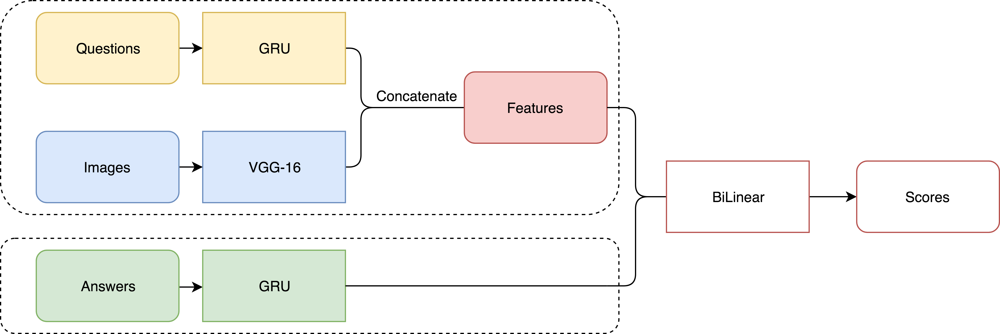 Questions
GRU
Concatenate
Features
Images
VGG-16
BiLinear
Scores
Answers
GRU